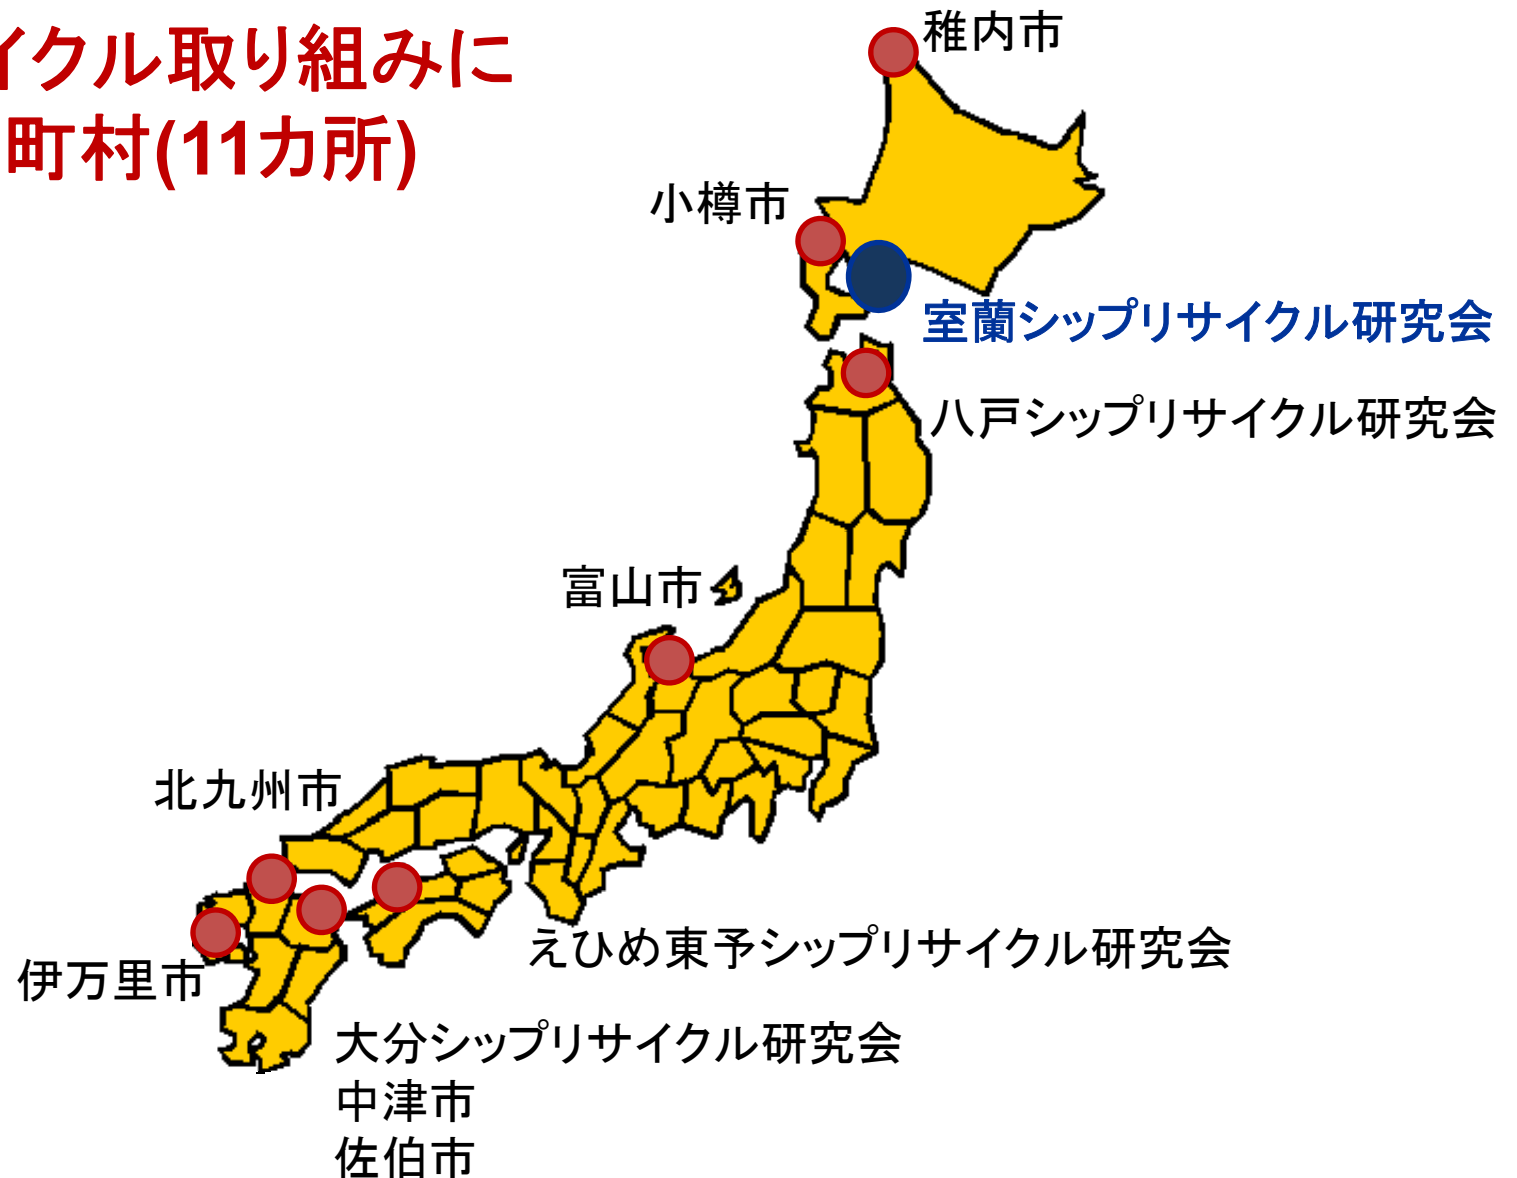 イクル取り組みに
町村(11カ所)
稚内市
小樽市
室蘭シップリサイクル研究会
八戸シップリサイクル研究会
富山市
北九州市
えひめ東予シップリサイクル研究会
伊万里市
大分シップリサイクル研究会
中津市
佐伯市